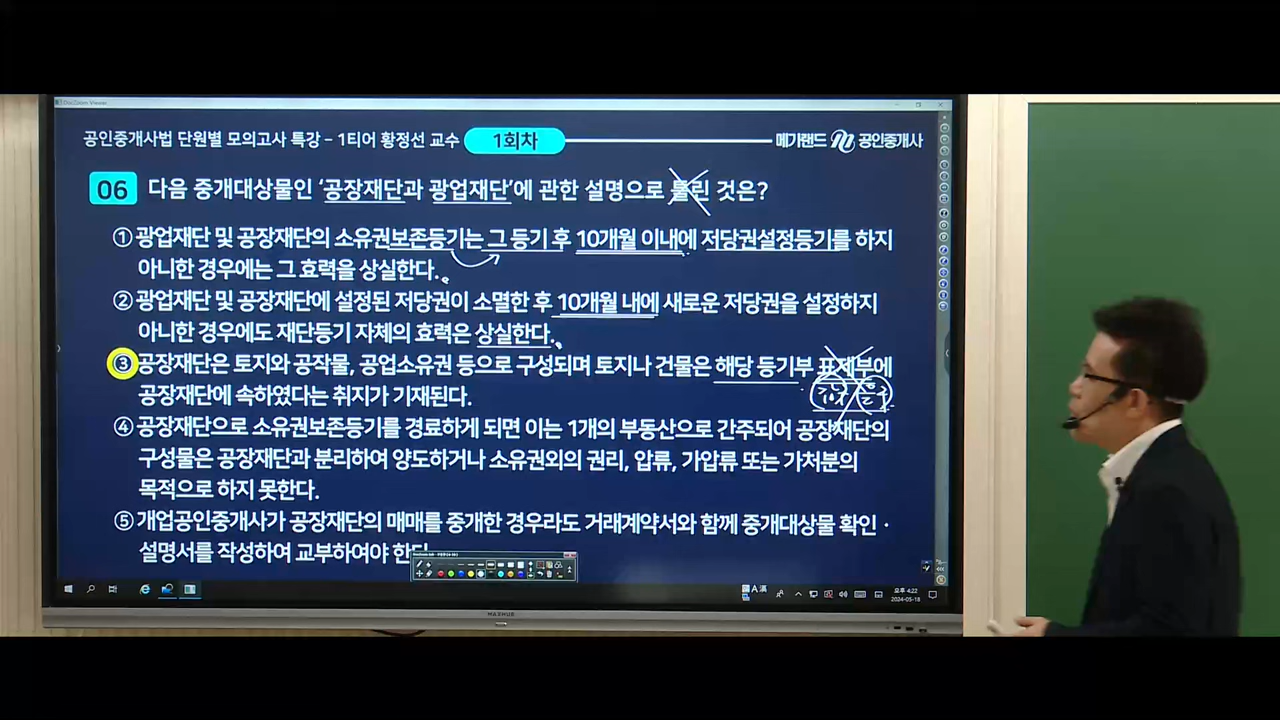 DocZoom Viewer
공인중개사법 단원별 모의고사 특강 - 1티어 황정선 교수 1회차 메가랜드 공인중개사
06 다음 중개대상물인 '공장재단과 광업재단'에 관한 설명으로 틀린 것은?
① 광업재단 및 공장재단의 소유권보존등기는 그 등기 후 10개월 이내에 저당권설정등기를 하지
아니한 경우에는 그 효력을 상실한다.
② 광업재단 및 공장재단에 설정된 저당권이 소멸한 후 10개월 내에 새로운 저당권을 설정하지
아니한 경우에도 재단등기 자체의 효력은 상실한다.
③ 공장재단은 토지와 공작물, 공업소유권 등으로 구성되며 토지나 건물은 해당 등기부 표제부에
공장재단에 속하였다는 취지가 기재된다.
④ 공장재단으로 소유권보존등기를 경료하게 되면 이는 1개의 부동산으로 간주되어 공장재단의
구성물은 공장재단과 분리하여 양도하거나 소유권외의 권리, 압류, 가압류 또는 가처분의
목적으로 하지 못한다.
⑤ 개업공인중개사가 공장재단의 매매를 중개한 경우라도 거래계약서와 함께 중개대상물 확인·
설명서를 작성하여 교부하여야 한다
A 漢
오후 4:22
2024-05-18
MAXHUB